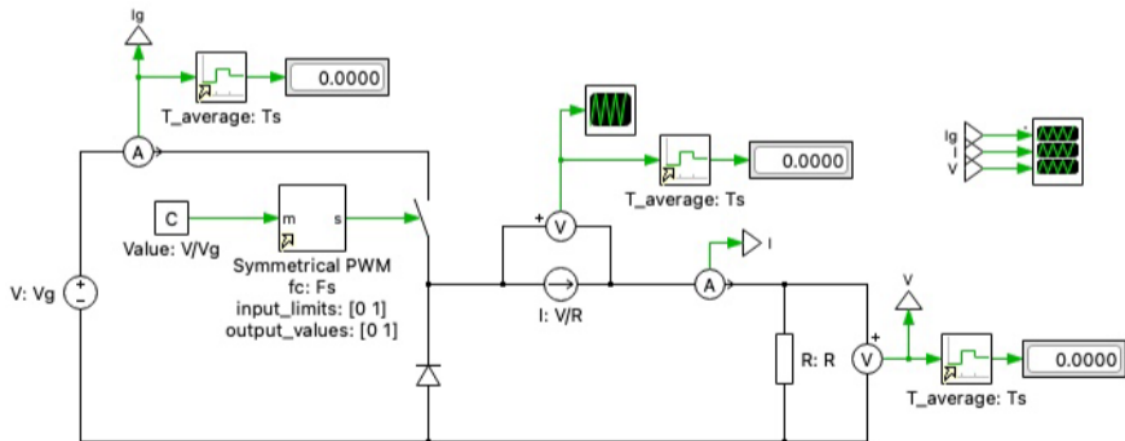 Ig
0.0000
T_average: Ts
A
C
m
s
Value: V/Vg
Symmetrical PWM
fc: Fs
input_limits: [0 1]
output_values: [0 1]
V: Vg
+
−
0.0000
T_average: Ts
+
V
I: V/R
I
A
R: R
V
+
V
0.0000
T_average: Ts
Ig
I
V